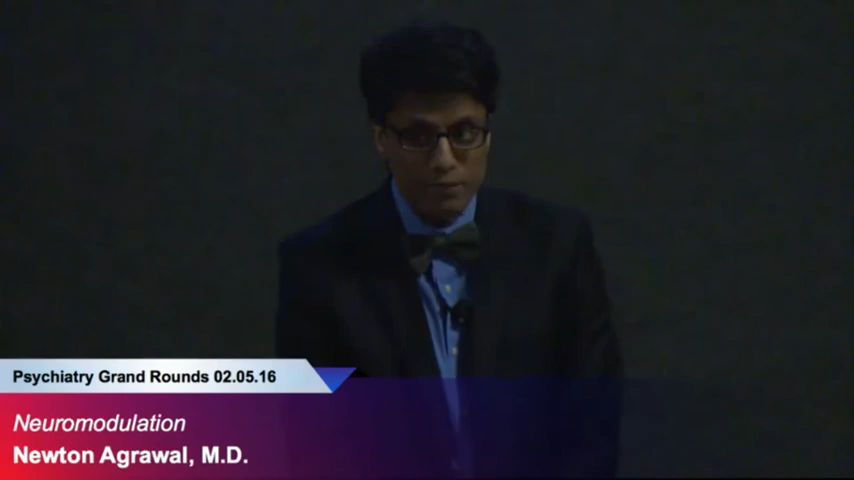 Psychiatry Grand Rounds 02.05.16
Neuromodulation
Newton Agrawal, M.D.